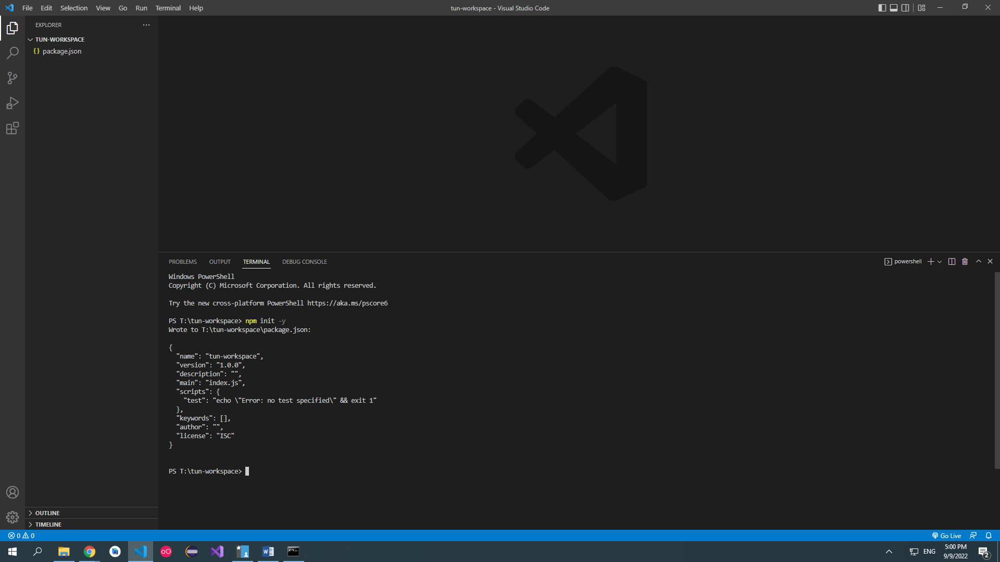 File Edit Selection View Go Run Terminal Help
tun-workspace - Visual Studio Code
EXPLORER
TUN-WORKSPACE
{} package.json
PROBLEMS OUTPUT TERMINAL DEBUG CONSOLE
powershell
Windows PowerShell
Copyright (C) Microsoft Corporation. All rights reserved.
Try the new cross-platform PowerShell https://aka.ms/pscore6
PS T:\tun-workspace> npm init -y
Wrote to T:\tun-workspace\package.json:
{
"name": "tun-workspace",
"version": "1.0.0",
"description": "",
"main": "index.js",
"scripts": {
"test": "echo \"Error: no test specified\" && exit 1"
},
"keywords": [],
"author": "",
"license": "ISC"
}
PS T:\tun-workspace>
OUTLINE
TIMELINE
0 0
Go Live
ENG
5:00 PM
9/9/2022
2